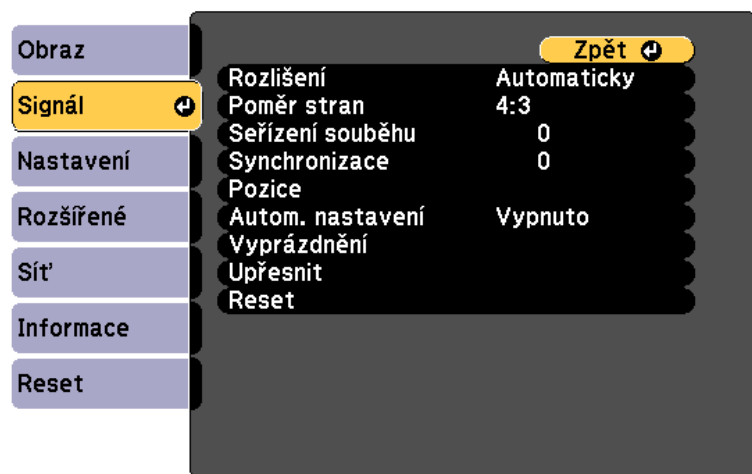 Obraz
Signál
Nastavení
Rozšířené
Síť
Informace
Reset
Zpět
Rozlišení Automaticky
Poměr stran 4:3
Seřízení souběhu 0
Synchronizace 0
Pozice
Autom. nastavení Vypnuto
Vyprázdnění
Upřesnit
Reset